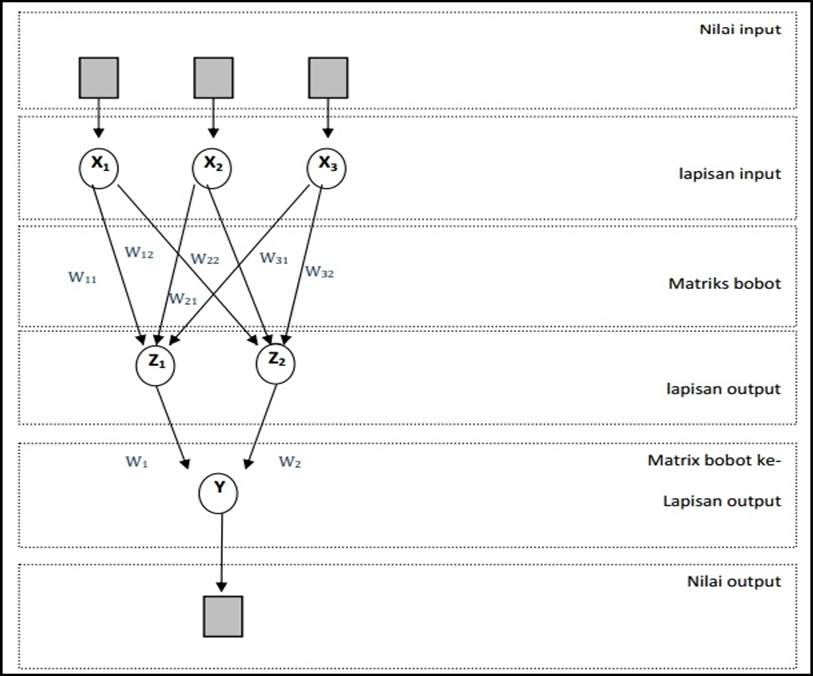 Nilai input
X₁ X₂ X₃
lapisan input
W₁₂ W₂₂ W₃₁
W₁₁ W₃₂
Matriks bobot
W₂₁
Z₁ Z₂
lapisan output
W₁ W₂
Matrix bobot ke-
Y
Lapisan output
Nilai output